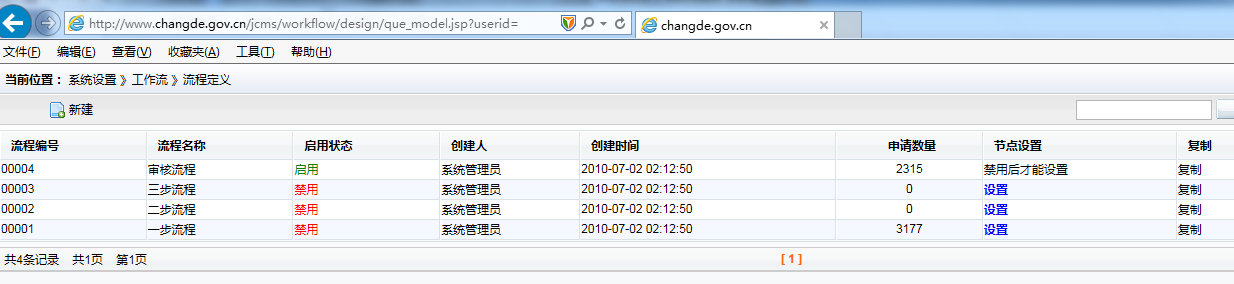 http://www.changde.gov.cn/jcms/workflow/design/que_model.jsp?userid=
changde.gov.cn
文件(F) 编辑(E) 查看(V) 收藏夹(A) 工具(T) 帮助(H)
当前位置： 系统设置 》工作流 》流程定义
新建
流程编号 流程名称 启用状态 创建人 创建时间 申请数量 节点设置 复制
00004 审核流程 启用 系统管理员 2010-07-02 02:12:50 2315 禁用后才能设置 复制
00003 三步流程 禁用 系统管理员 2010-07-02 02:12:50 0 设置 复制
00002 二步流程 禁用 系统管理员 2010-07-02 02:12:50 0 设置 复制
00001 一步流程 禁用 系统管理员 2010-07-02 02:12:50 3177 设置 复制
共4条记录 共1页 第1页 [ 1 ]